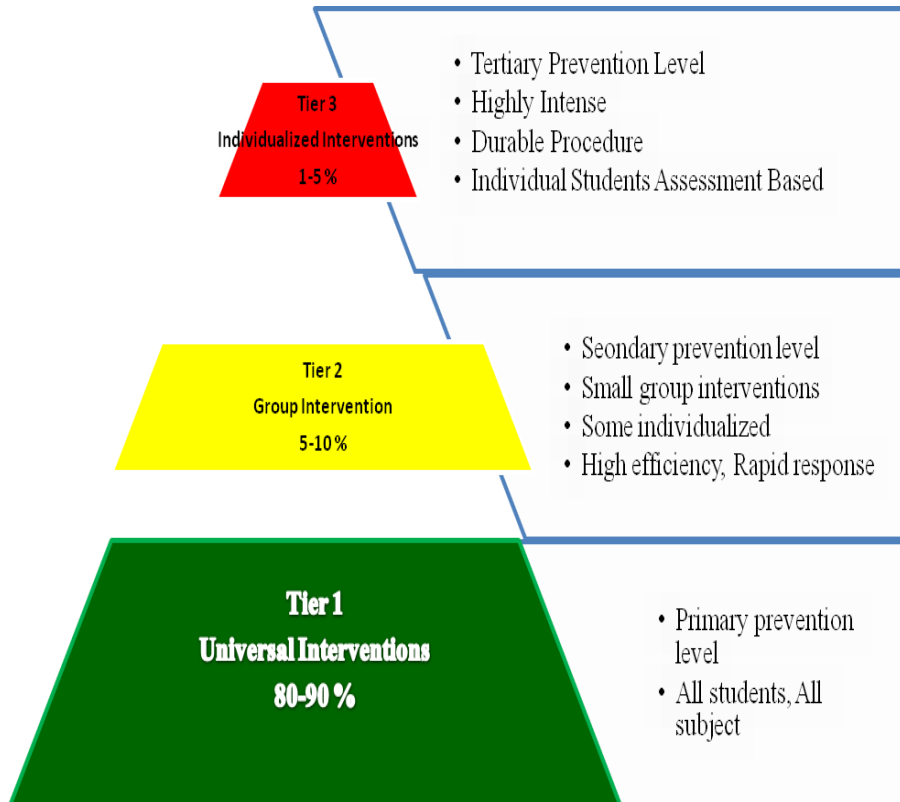 Tier 3
Individualized Interventions
1-5 %
• Tertiary Prevention Level
• Highly Intense
• Durable Procedure
• Individual Students Assessment Based
Tier 2
Group Intervention
5-10 %
• Seondary prevention level
• Small group interventions
• Some individualized
• High efficiency, Rapid response
Tier 1
Universal Interventions
80-90 %
• Primary prevention
level
• All students, All
subject